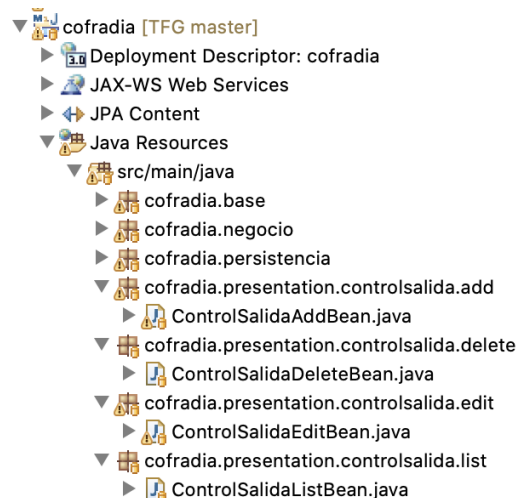 cofradia [TFG master]
Deployment Descriptor: cofradia
JAX-WS Web Services
JPA Content
Java Resources
src/main/java
cofradia.base
cofradia.negocio
cofradia.persistencia
cofradia.presentation.controlsalida.add
ControlSalidaAddBean.java
cofradia.presentation.controlsalida.delete
ControlSalidaDeleteBean.java
cofradia.presentation.controlsalida.edit
ControlSalidaEditBean.java
cofradia.presentation.controlsalida.list
ControlSalidaListBean.java